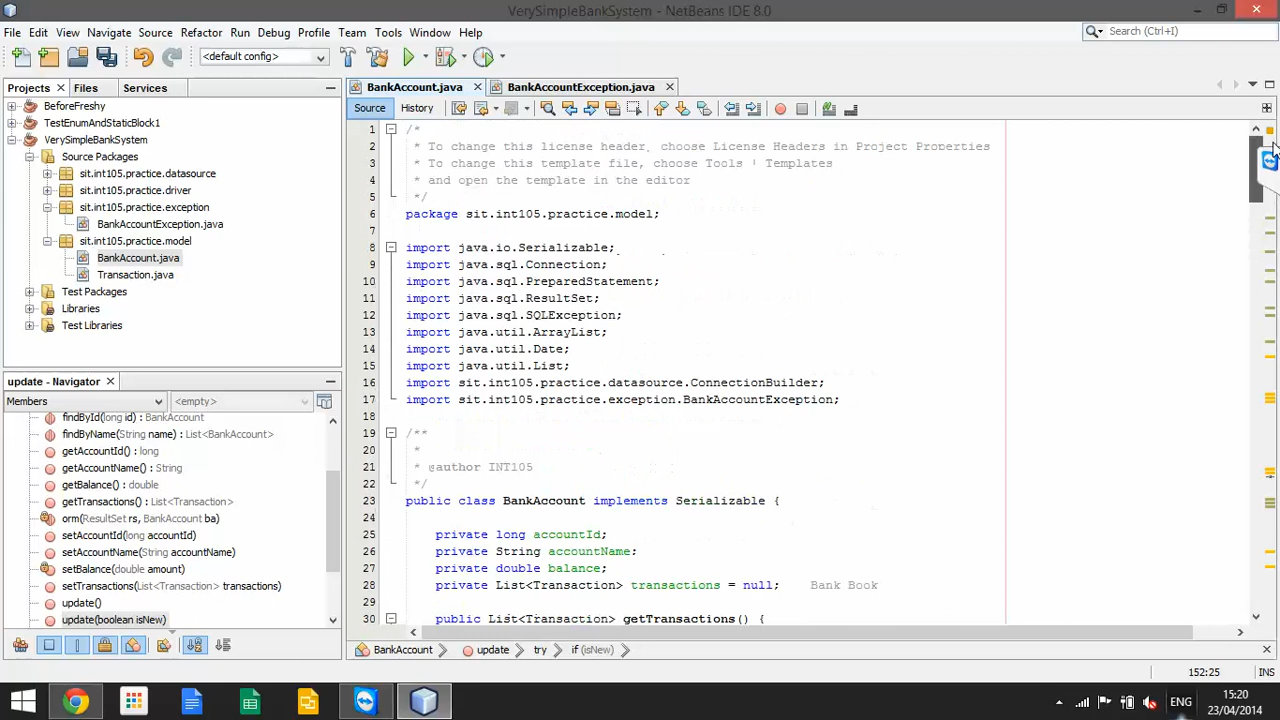 VerySimpleBankSystem - NetBeans IDE 8.0
File Edit View Navigate Source Refactor Run Debug Profile Team Tools Window Help
Search (Ctrl+I)
<default config>
Projects Files Services
BeforeFreshy
TestEnumAndStaticBlock1
VerySimpleBankSystem
Source Packages
sit.int105.practice.datasource
sit.int105.practice.driver
sit.int105.practice.exception
BankAccountException.java
sit.int105.practice.model
BankAccount.java
Transaction.java
Test Packages
Libraries
Test Libraries
update - Navigator
Members
<empty>
findById(long id) : BankAccount
findByName(String name) : List<BankAccount>
getAccountId() : long
getAccountName() : String
getBalance() : double
getTransactions() : List<Transaction>
orm(ResultSet rs, BankAccount ba)
setAccountId(long accountId)
setAccountName(String accountName)
setBalance(double amount)
setTransactions(List<Transaction> transactions)
update()
update(boolean isNew)
BankAccount.java BankAccountException.java
Source History
1 /*
2 * To change this license header, choose License Headers in Project Properties
3 * To change this template file, choose Tools | Templates
4 * and open the template in the editor
5 */
6 package sit.int105.practice.model;
7
8 import java.io.Serializable;
9 import java.sql.Connection;
10 import java.sql.PreparedStatement;
11 import java.sql.ResultSet;
12 import java.sql.SQLException;
13 import java.util.ArrayList;
14 import java.util.Date;
15 import java.util.List;
16 import sit.int105.practice.datasource.ConnectionBuilder;
17 import sit.int105.practice.exception.BankAccountException;
18
19 /**
20 *
21 * @author INT105
22 */
23 public class BankAccount implements Serializable {
24
25 private long accountId;
26 private String accountName;
27 private double balance;
28 private List<Transaction> transactions = null; Bank Book
29
30 public List<Transaction> getTransactions() {
BankAccount update try if (isNew)
152:25 INS
ENG
15:20
23/04/2014